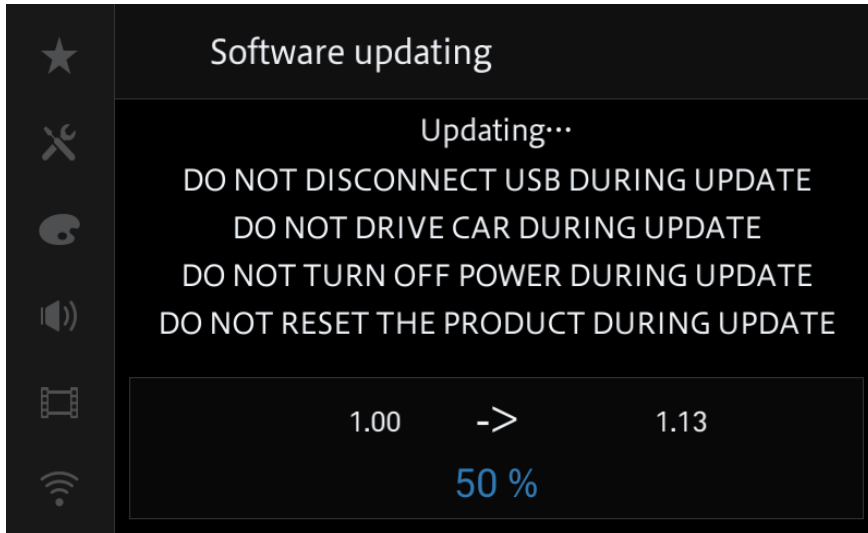 Software updating
Updating···
DO NOT DISCONNECT USB DURING UPDATE
DO NOT DRIVE CAR DURING UPDATE
DO NOT TURN OFF POWER DURING UPDATE
DO NOT RESET THE PRODUCT DURING UPDATE
1.00 -> 1.13
50 %